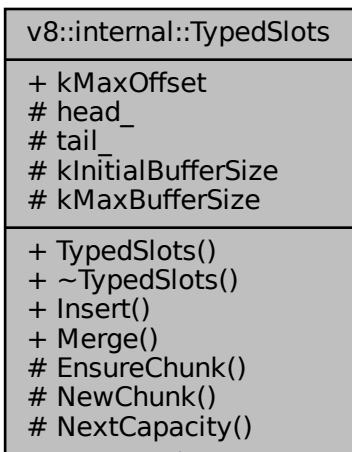 v8::internal::TypedSlots
+ kMaxOffset
# head_
# tail_
# kInitialBufferSize
# kMaxBufferSize
+ TypedSlots()
+ ~TypedSlots()
+ Insert()
+ Merge()
# EnsureChunk()
# NewChunk()
# NextCapacity()